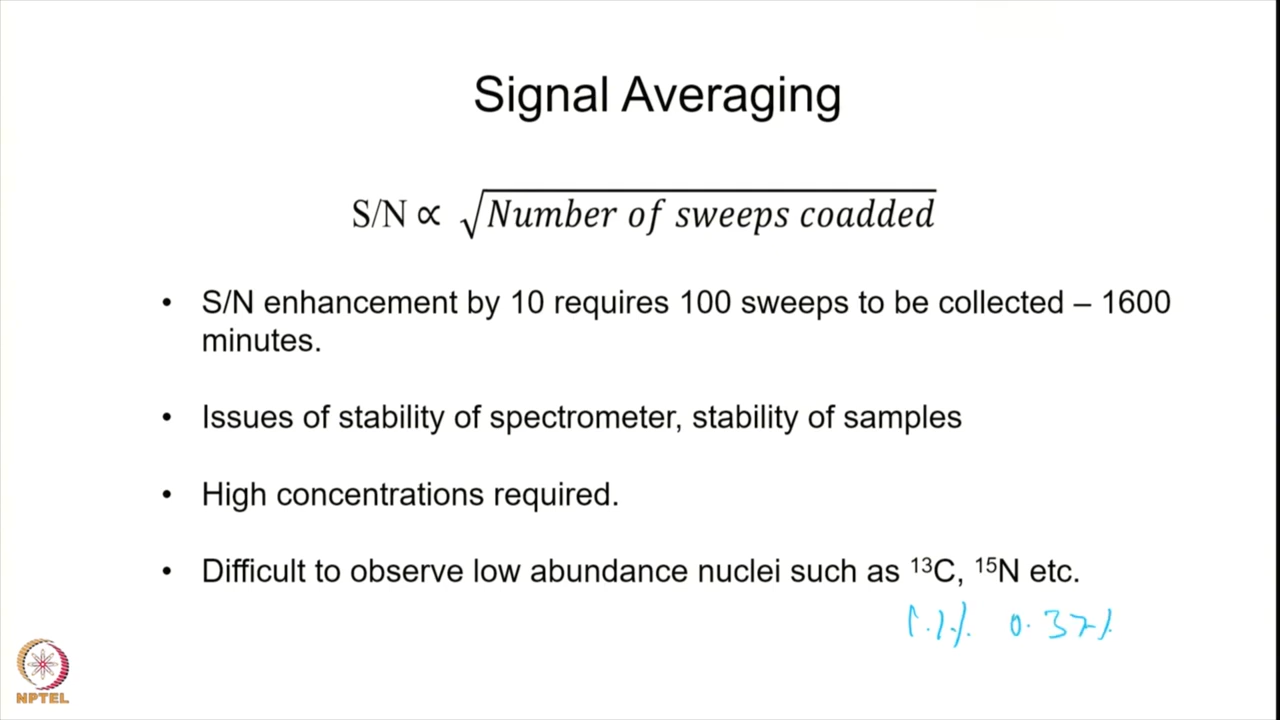 Signal Averaging
S/N ∝ √Number of sweeps coadded
• S/N enhancement by 10 requires 100 sweeps to be collected – 1600
minutes.
• Issues of stability of spectrometer, stability of samples
• High concentrations required.
• Difficult to observe low abundance nuclei such as ¹³C, ¹⁵N etc.
1.1% 0.37%
NPTEL